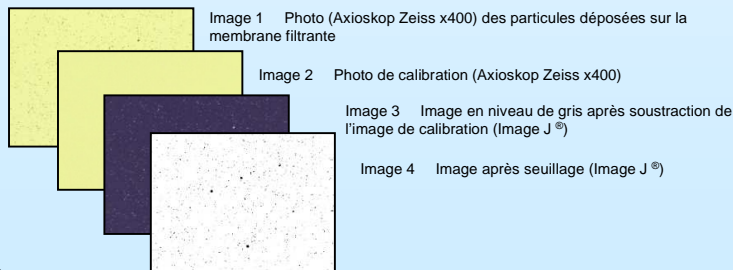 Image 1 Photo (Axioskop Zeiss x400) des particules déposées sur la
membrane filtrante
Image 2 Photo de calibration (Axioskop Zeiss x400)
Image 3 Image en niveau de gris après soustraction de
l'image de calibration (Image J ®)
Image 4 Image après seuillage (Image J ®)